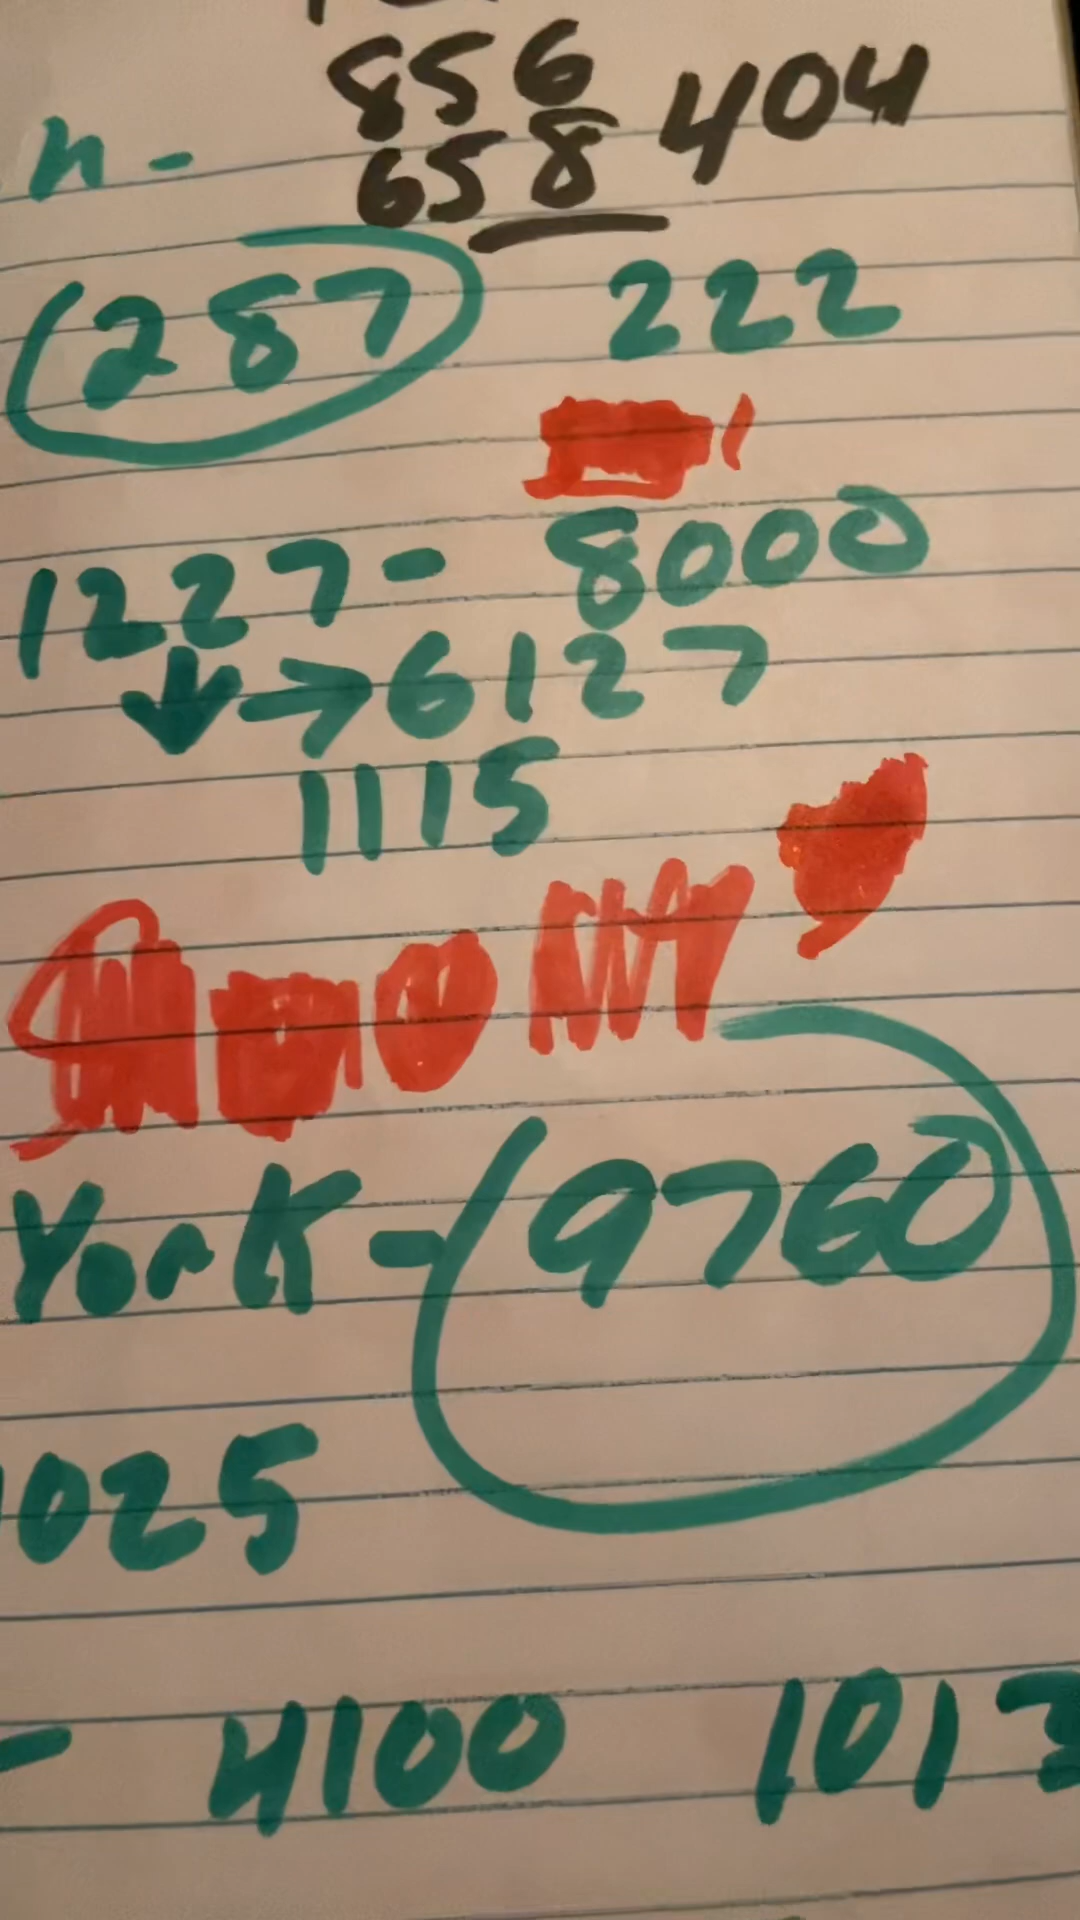 856
n - 658 404
(287) 222
1227- 8000
↓→6127
1115
York - (9760
025
- 4100 101